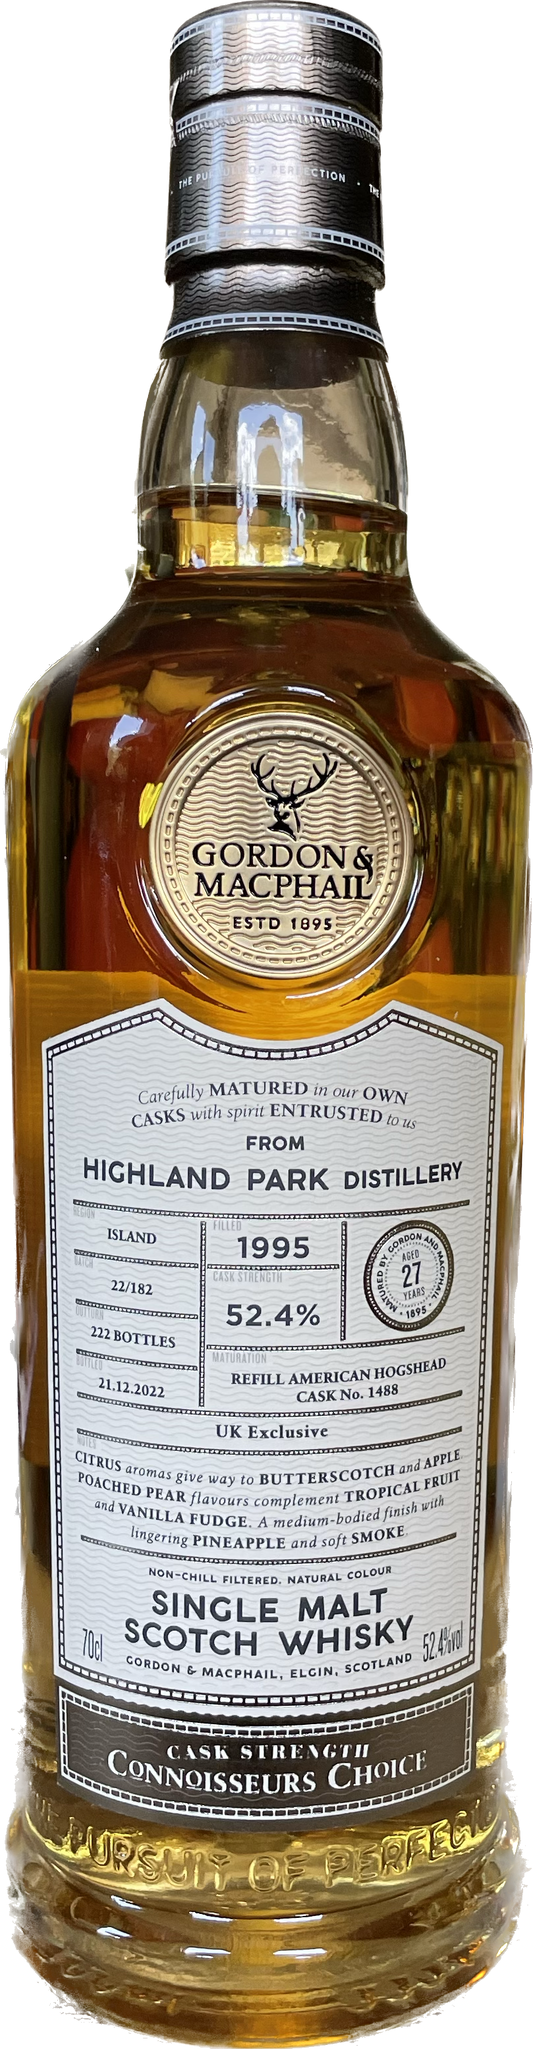 THE PURSUIT OF PERFECTION · THE
GORDON &
MACPHAIL
ESTD 1895
Carefully MATURED in our OWN
CASKS with spirit ENTRUSTED to us
FROM
HIGHLAND PARK DISTILLERY
REGION
ISLAND
BATCH
22/182
OUTTURN
222 BOTTLES
BOTTLED
21.12.2022
FILLED
1995
CASK STRENGTH
52.4%
MATURED BY GORDON AND MACPHAIL
AGED
27
YEARS
· 1895 ·
MATURATION
REFILL AMERICAN HOGSHEAD
CASK No. 1488
UK Exclusive
NOTES
CITRUS aromas give way to BUTTERSCOTCH and APPLE
POACHED PEAR flavours complement TROPICAL FRUIT
and VANILLA FUDGE. A medium-bodied finish with
lingering PINEAPPLE and soft SMOKE.
NON-CHILL FILTERED. NATURAL COLOUR
SINGLE MALT
SCOTCH WHISKY
70cl
52.4%vol
GORDON & MACPHAIL, ELGIN, SCOTLAND
CASK STRENGTH
CONNOISSEURS CHOICE
PURSUIT OF PERFEC